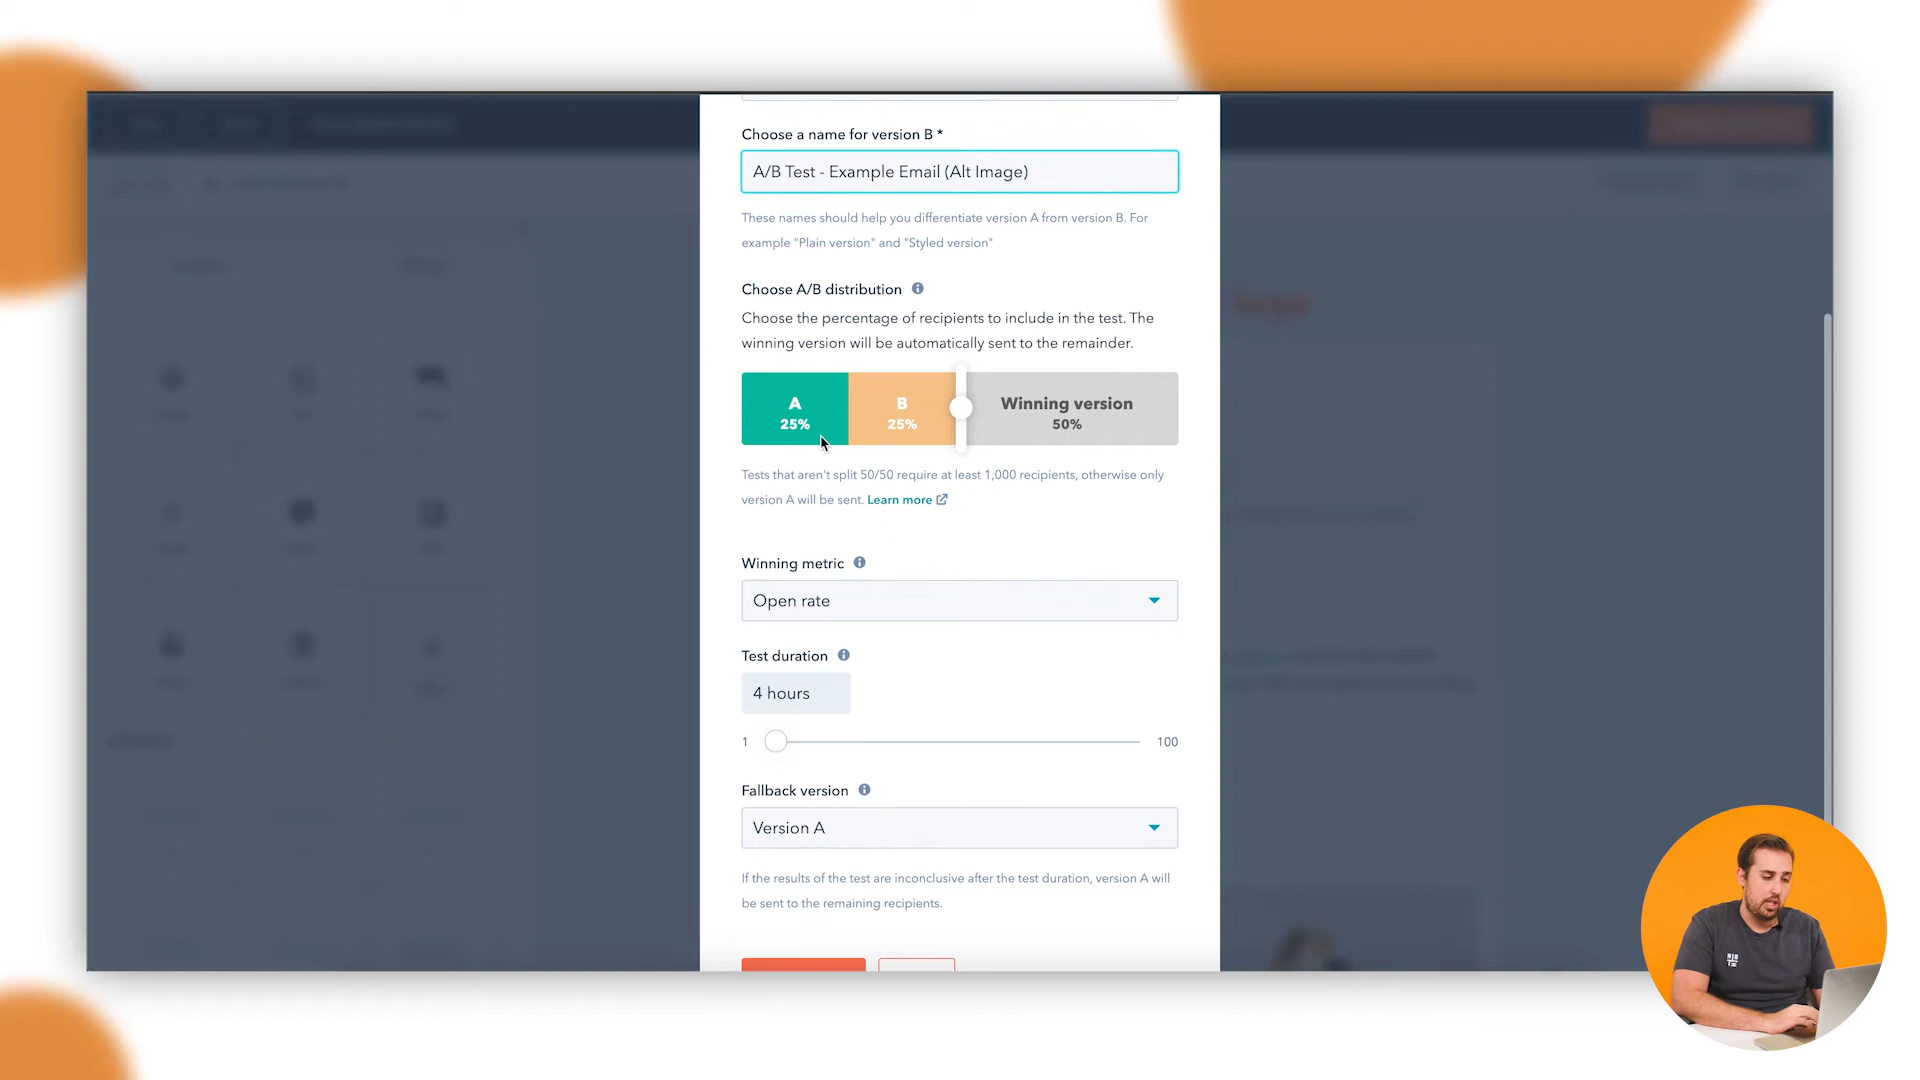 Choose a name for version B *
A/B Test - Example Email (Alt Image)
These names should help you differentiate version A from version B. For
example "Plain version" and "Styled version"
Choose A/B distribution
Choose the percentage of recipients to include in the test. The
winning version will be automatically sent to the remainder.
A
25%
B
25%
Winning version
50%
Tests that aren't split 50/50 require at least 1,000 recipients, otherwise only
version A will be sent. Learn more
Winning metric
Open rate
Test duration
4 hours
1
100
Fallback version
Version A
If the results of the test are inconclusive after the test duration, version A will
be sent to the remaining recipients.